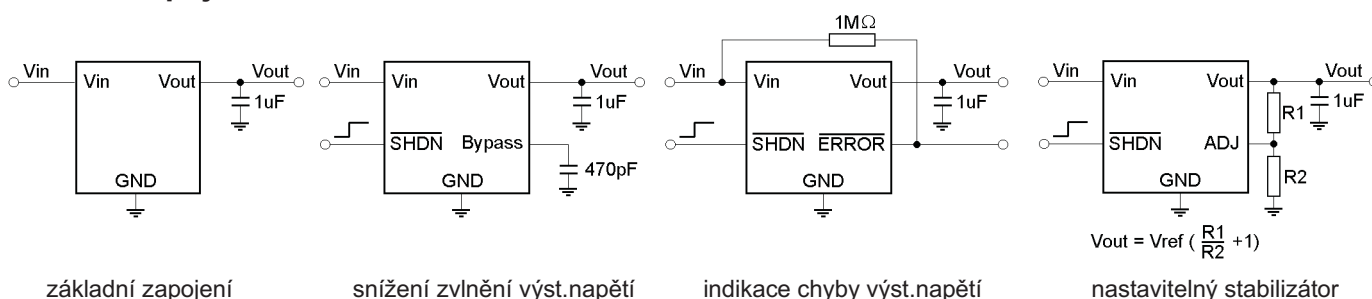 Vin
Vin
Vout
Vout
1uF
GND
základní zapojení
Vin
Vin
Vout
Vout
1uF
SHDN
Bypass
470pF
GND
snížení zvlnění výst.napětí
1MΩ
Vin
Vin
Vout
Vout
1uF
SHDN
ERROR
GND
indikace chyby výst.napětí
Vin
Vin
Vout
Vout
1uF
R1
SHDN
ADJ
R2
GND
Vout = Vref ( R1/R2 +1)
nastavitelný stabilizátor